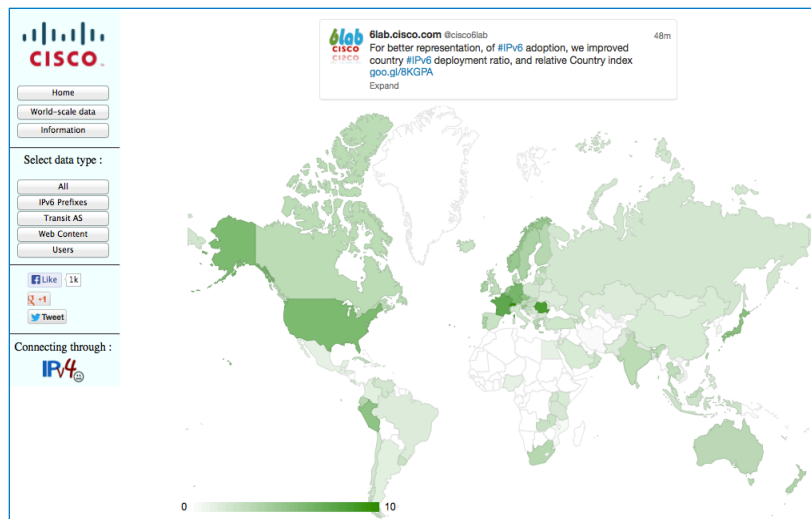 CISCO
Home
World-scale data
Information
Select data type :
All
IPv6 Prefixes
Transit AS
Web Content
Users
Like 1k
+1
Tweet
Connecting through :
IPv4
6lab
CISCO
6lab.cisco.com @cisco6lab 48m
For better representation, of #IPv6 adoption, we improved
country #IPv6 deployment ratio, and relative Country index
goo.gl/8KGPA
Expand
0 10